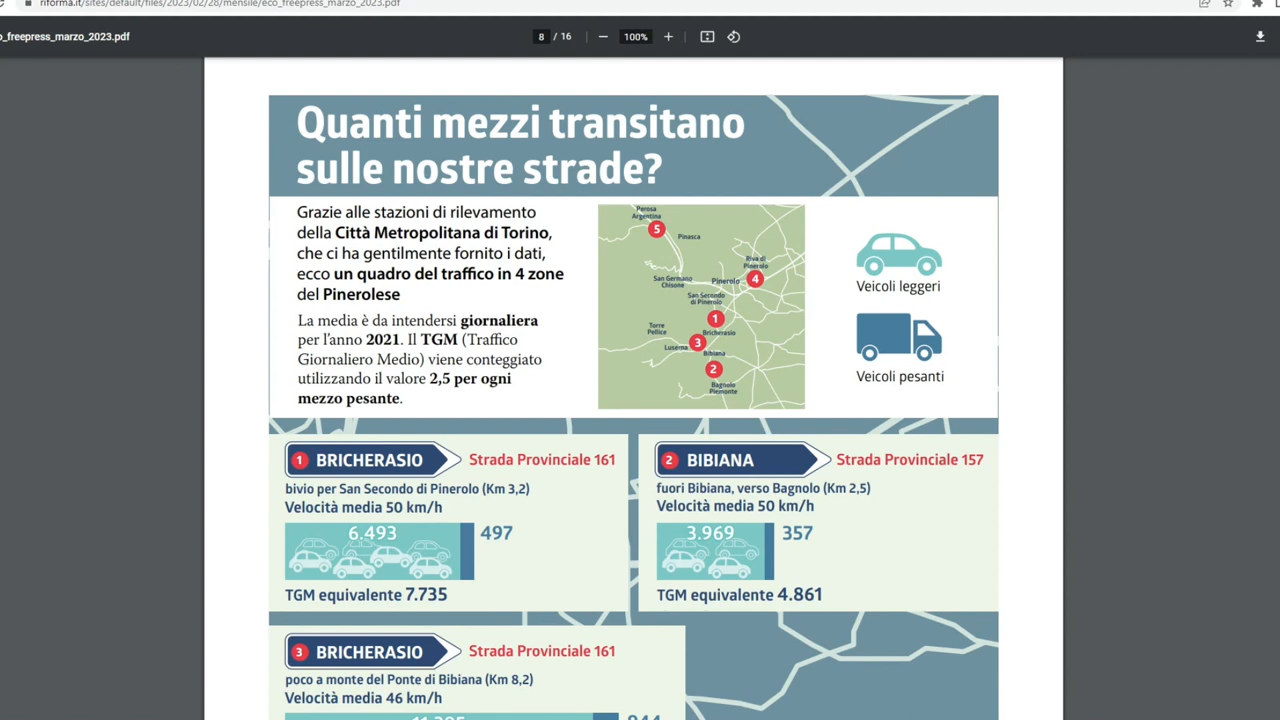 riforma.it/sites/default/files/2023/02/28/mensile/eco_freepress_marzo_2023.pdf
o_freepress_marzo_2023.pdf
8 / 16
100%
Quanti mezzi transitano
sulle nostre strade?
Grazie alle stazioni di rilevamento
della Città Metropolitana di Torino,
che ci ha gentilmente fornito i dati,
ecco un quadro del traffico in 4 zone
del Pinerolese
La media è da intendersi giornaliera
per l'anno 2021. Il TGM (Traffico
Giornaliero Medio) viene conteggiato
utilizzando il valore 2,5 per ogni
mezzo pesante.
Perosa
Argentina
5
Pinasca
Riva di
Pinerolo
San Germano
Chisone
Pinerolo
4
San Secondo
di Pinerolo
1
Torre
Pellice
Bricherasio
3
Luserna
Bibiana
2
Bagnolo
Piemonte
Veicoli leggeri
Veicoli pesanti
1 BRICHERASIO Strada Provinciale 161
bivio per San Secondo di Pinerolo (Km 3,2)
Velocità media 50 km/h
6.493 497
TGM equivalente 7.735
2 BIBIANA Strada Provinciale 157
fuori Bibiana, verso Bagnolo (Km 2,5)
Velocità media 50 km/h
3.969 357
TGM equivalente 4.861
3 BRICHERASIO Strada Provinciale 161
poco a monte del Ponte di Bibiana (Km 8,2)
Velocità media 46 km/h